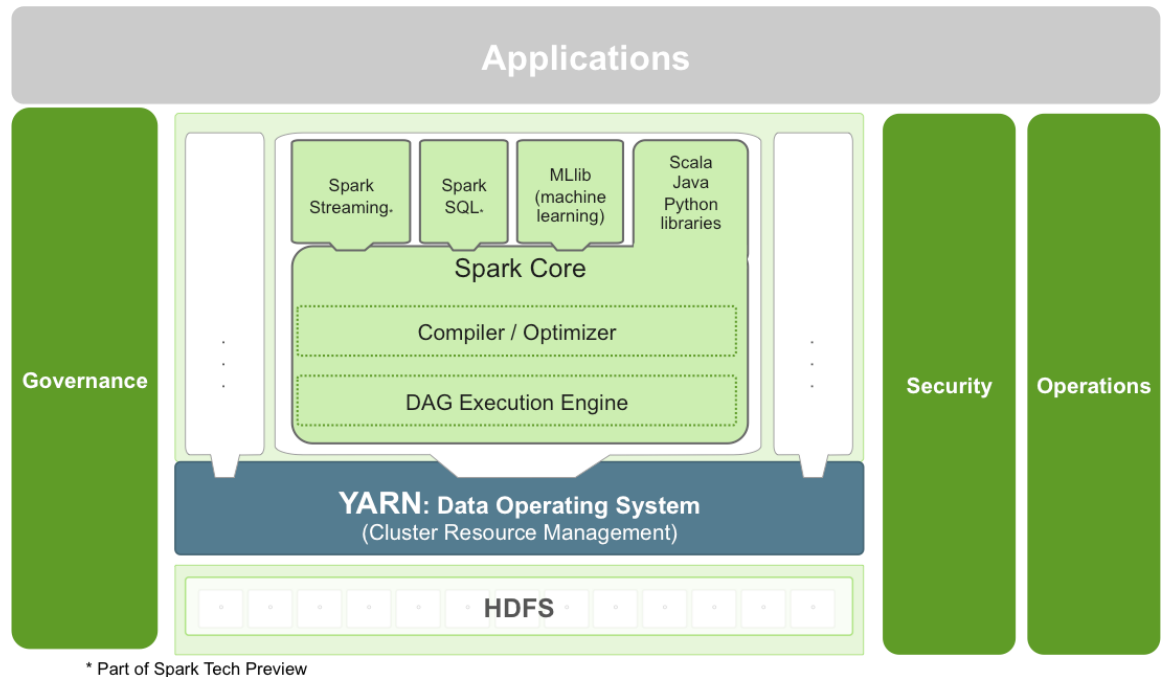 Applications
Governance
Spark
Streaming*
Spark
SQL*
MLlib
(machine
learning)
Scala
Java
Python
libraries
Spark Core
Compiler / Optimizer
DAG Execution Engine
.
.
.
.
.
.
YARN: Data Operating System
(Cluster Resource Management)
HDFS
Security
Operations
* Part of Spark Tech Preview